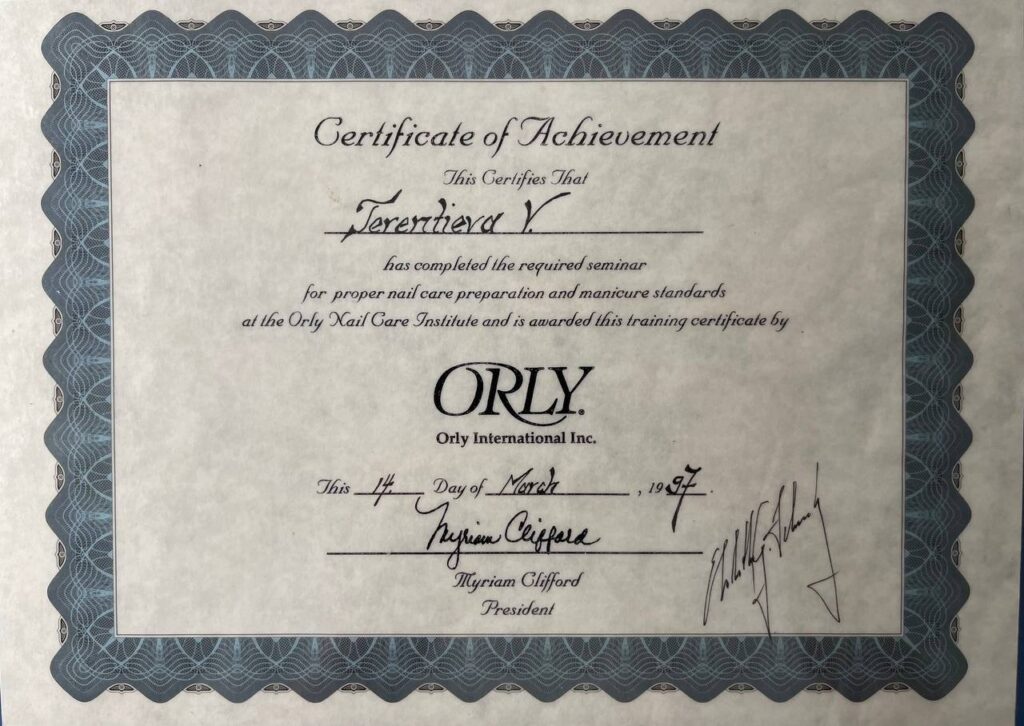 Certificate of Achievement
This Certifies That
Terentieva V.
has completed the required seminar
for proper nail care preparation and manicure standards
at the Orly Nail Care Institute and is awarded this training certificate by
ORLY®
Orly International Inc.
This 14 Day of March, 1997.
Myriam Clifford
Myriam Clifford
President